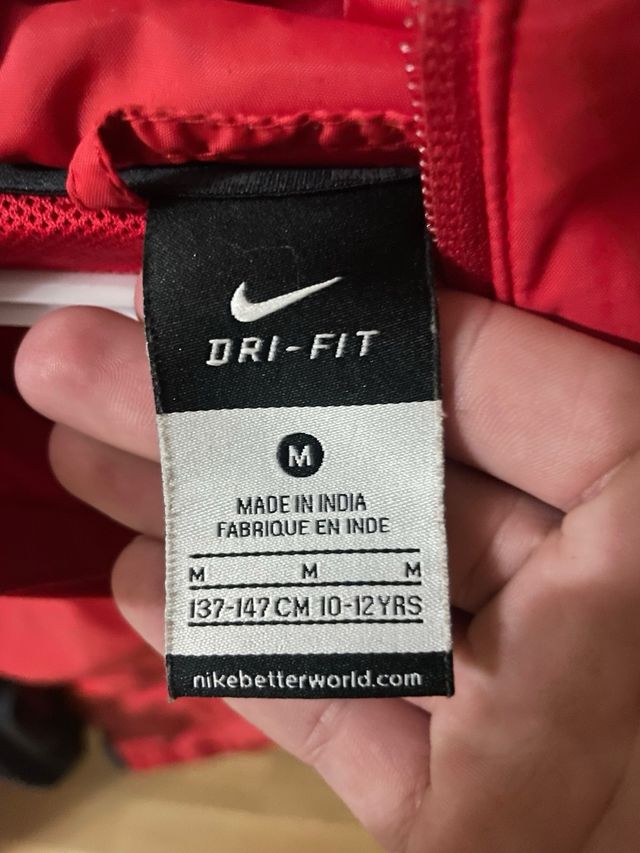 DRI-FIT
M
MADE IN INDIA
FABRIQUE EN INDE
M M M
137-147 CM 10-12 YRS
nikebetterworld.com